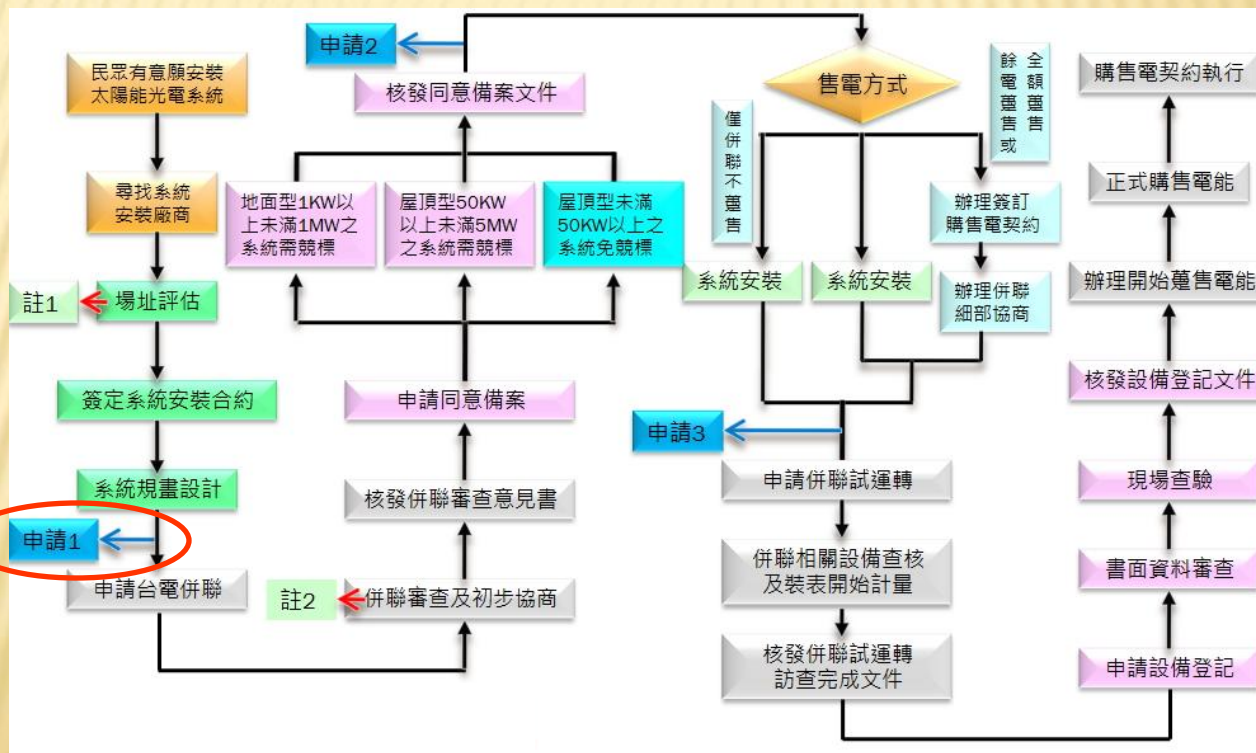 民眾有意願安裝
太陽能光電系統
尋找系統
安裝廠商
註1
場址評估
簽定系統安裝合約
系統規畫設計
申請1
申請台電併聯
註2
併聯審查及初步協商
核發併聯審查意見書
申請同意備案
地面型1KW以
上未滿1MW之
系統需競標
屋頂型50KW
以上未滿5MW
之系統需競標
屋頂型未滿
50KW以上之
系統免競標
核發同意備案文件
申請2
售電方式
僅併聯不躉售
全額躉售
餘電躉售或
系統安裝
系統安裝
辦理簽訂
購售電契約
辦理併聯
細部協商
申請3
申請併聯試運轉
併聯相關設備查核
及裝表開始計量
核發併聯試運轉
訪查完成文件
申請設備登記
書面資料審查
現場查驗
核發設備登記文件
辦理開始躉售電能
正式購售電能
購售電契約執行